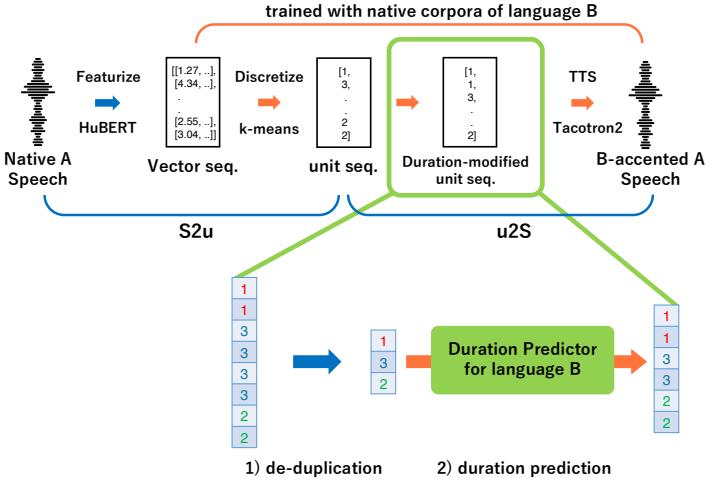 trained with native corpora of language B
Featurize
HuBERT
Discretize
k-means
TTS
Tacotron2
[[1.27, ..],
[4.34, ..],
.
.
[2.55, ..],
[3.04, ..]]
[1,
3,
.
.
2
2]
[1,
1,
3,
.
.
2]
Native A
Speech
Vector seq.
unit seq.
Duration-modified
unit seq.
B-accented A
Speech
S2u
u2S
1
1
3
3
3
3
2
2
1
3
2
Duration Predictor
for language B
1
1
3
3
2
2
1) de-duplication
2) duration prediction